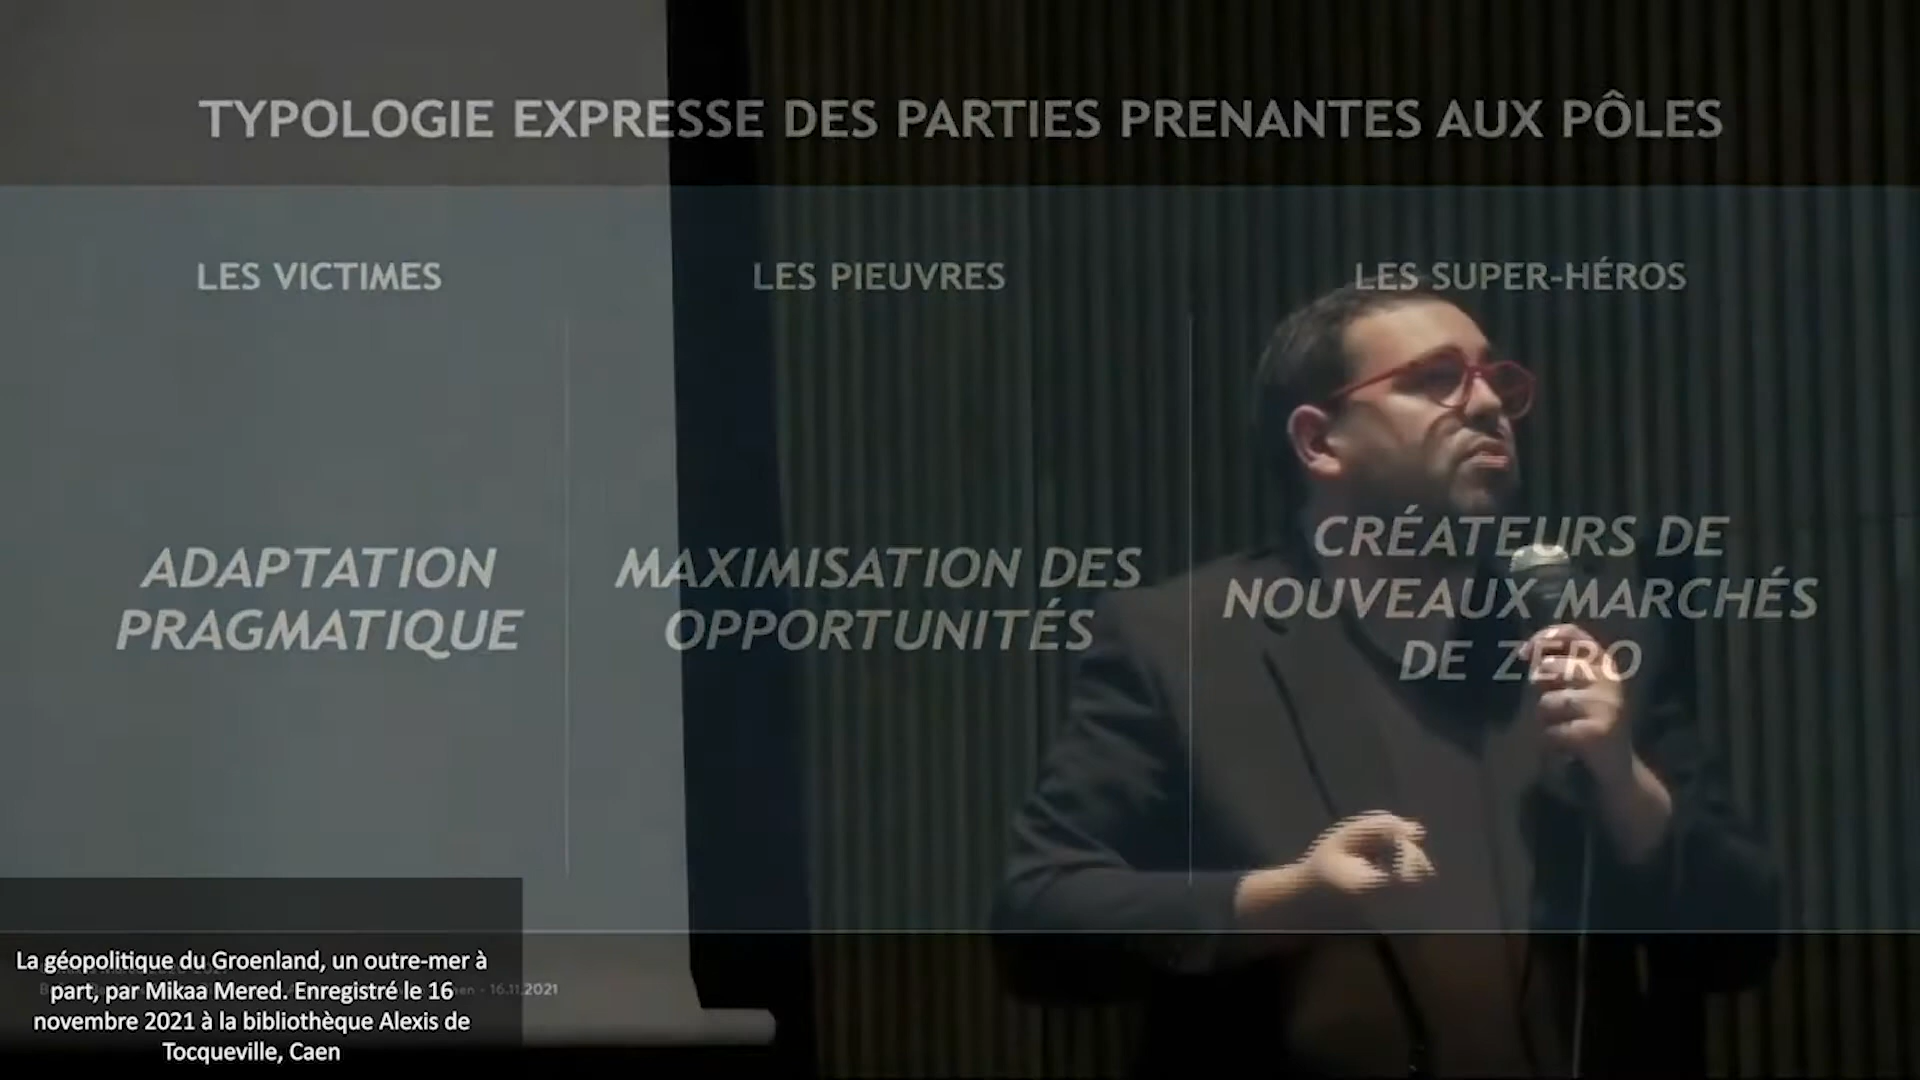 TYPOLOGIE EXPRESSE DES PARTIES PRENANTES AUX PÔLES
LES VICTIMES
ADAPTATION
PRAGMATIQUE
LES PIEUVRES
MAXIMISATION DES
OPPORTUNITÉS
LES SUPER-HÉROS
CRÉATEURS DE
NOUVEAUX MARCHÉS
DE ZÉRO
La géopolitique du Groenland, un outre-mer à
part, par Mikaa Mered. Enregistré le 16
novembre 2021 à la bibliothèque Alexis de
Tocqueville, Caen
- 16.11.2021